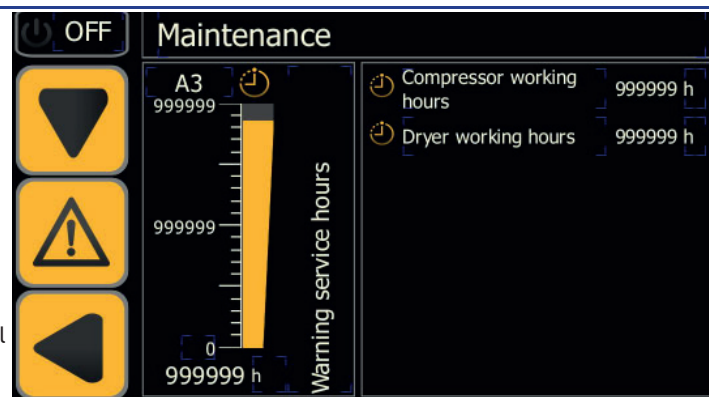 OFF
Maintenance
A3
999999
999999
0
999999 h
Warning service hours
Compressor working
hours
999999 h
Dryer working hours
999999 h
l